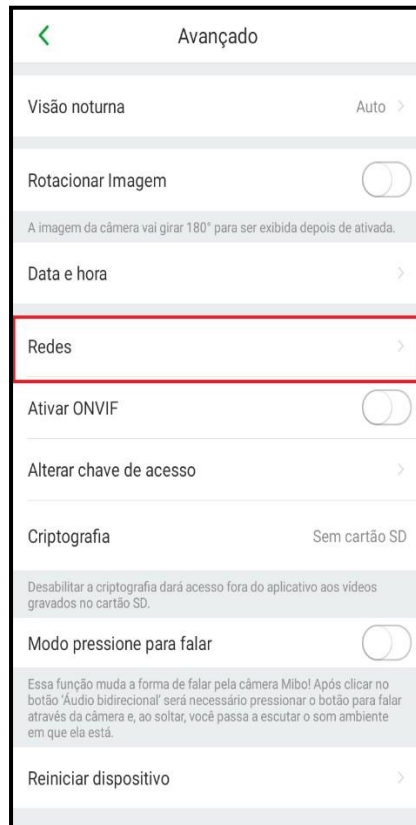 Avançado
Visão noturna Auto
Rotacionar Imagem
A imagem da câmera vai girar 180° para ser exibida depois de ativada.
Data e hora
Redes
Ativar ONVIF
Alterar chave de acesso
Criptografia Sem cartão SD
Desabilitar a criptografia dará acesso fora do aplicativo aos vídeos
gravados no cartão SD.
Modo pressione para falar
Essa função muda a forma de falar pela câmera Mibo! Após clicar no
botão 'Áudio bidirecional' será necessário pressionar o botão para falar
através da câmera e, ao soltar, você passa a escutar o som ambiente
em que ela está.
Reiniciar dispositivo